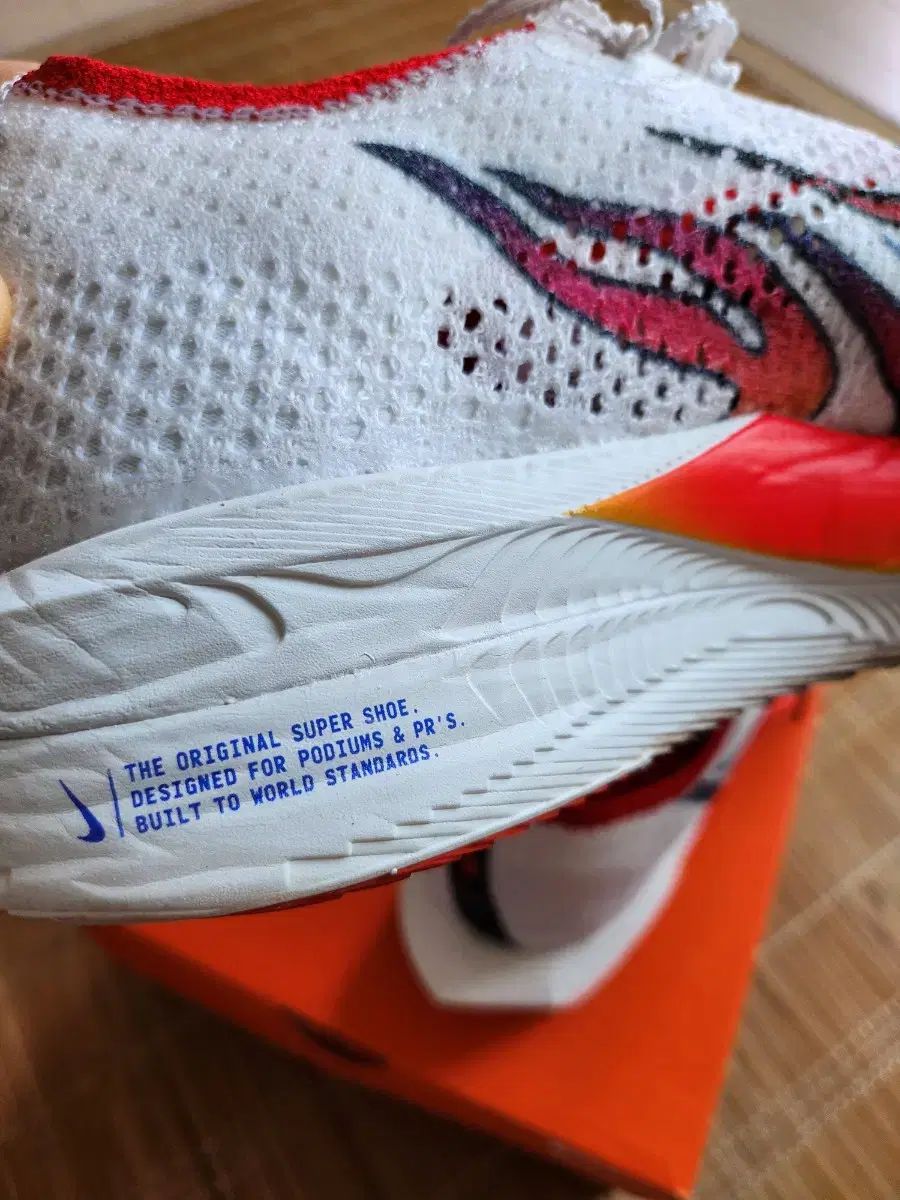 THE ORIGINAL SUPER SHOE.
DESIGNED FOR PODIUMS & PR'S.
BUILT TO WORLD STANDARDS.